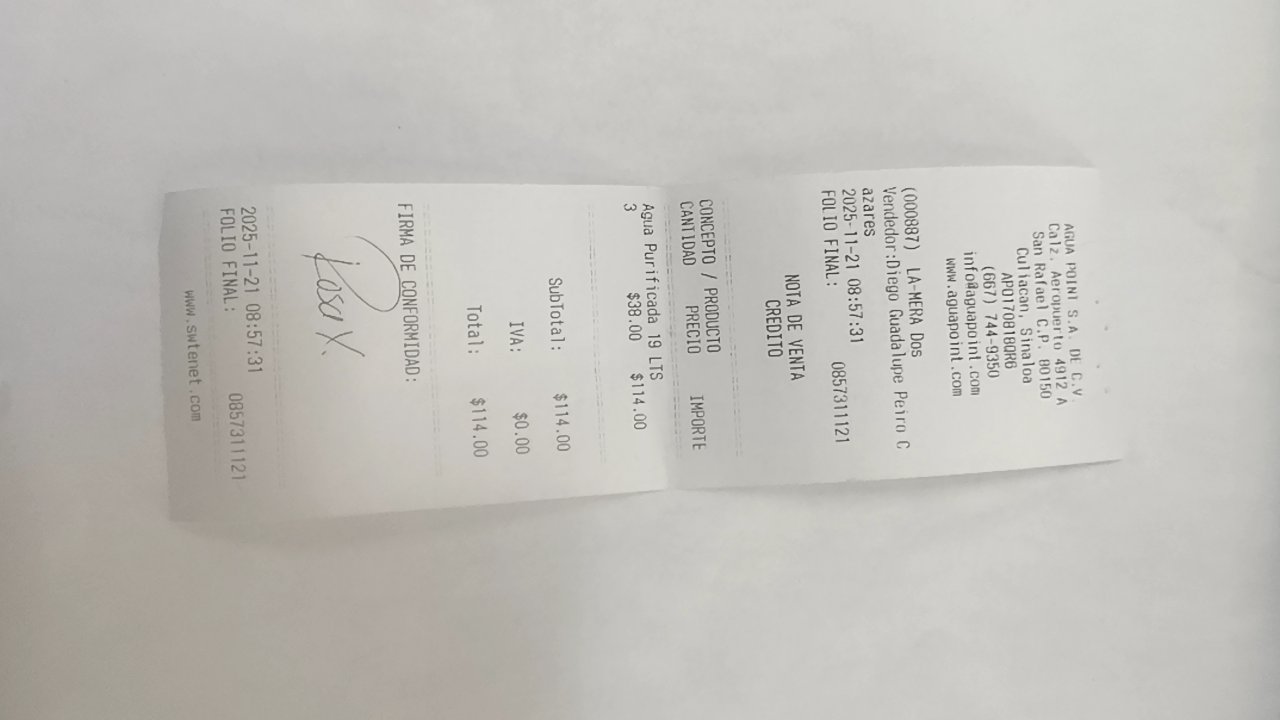 AGUA POINT S.A. DE C.V.
Calz. Aeropuerto 4912 A
San Rafael C.P. 80150
Culiacan, Sinaloa
APO170818QR6
(667) 744-9350
info@aguapoint.com
www.aguapoint.com
(000887) LA-MERA Dos
Vendedor:Diego Guadalupe Peiro C
azares
2025-11-21 08:57:31
FOLIO FINAL: 0857311121
NOTA DE VENTA
CREDITO
CONCEPTO / PRODUCTO
CANTIDAD PRECIO IMPORTE
Agua Purificada 19 LTS
3 $38.00 $114.00
SubTotal: $114.00
IVA: $0.00
Total: $114.00
FIRMA DE CONFORMIDAD:
2025-11-21 08:57:31
FOLIO FINAL: 0857311121
www.swtenet.com